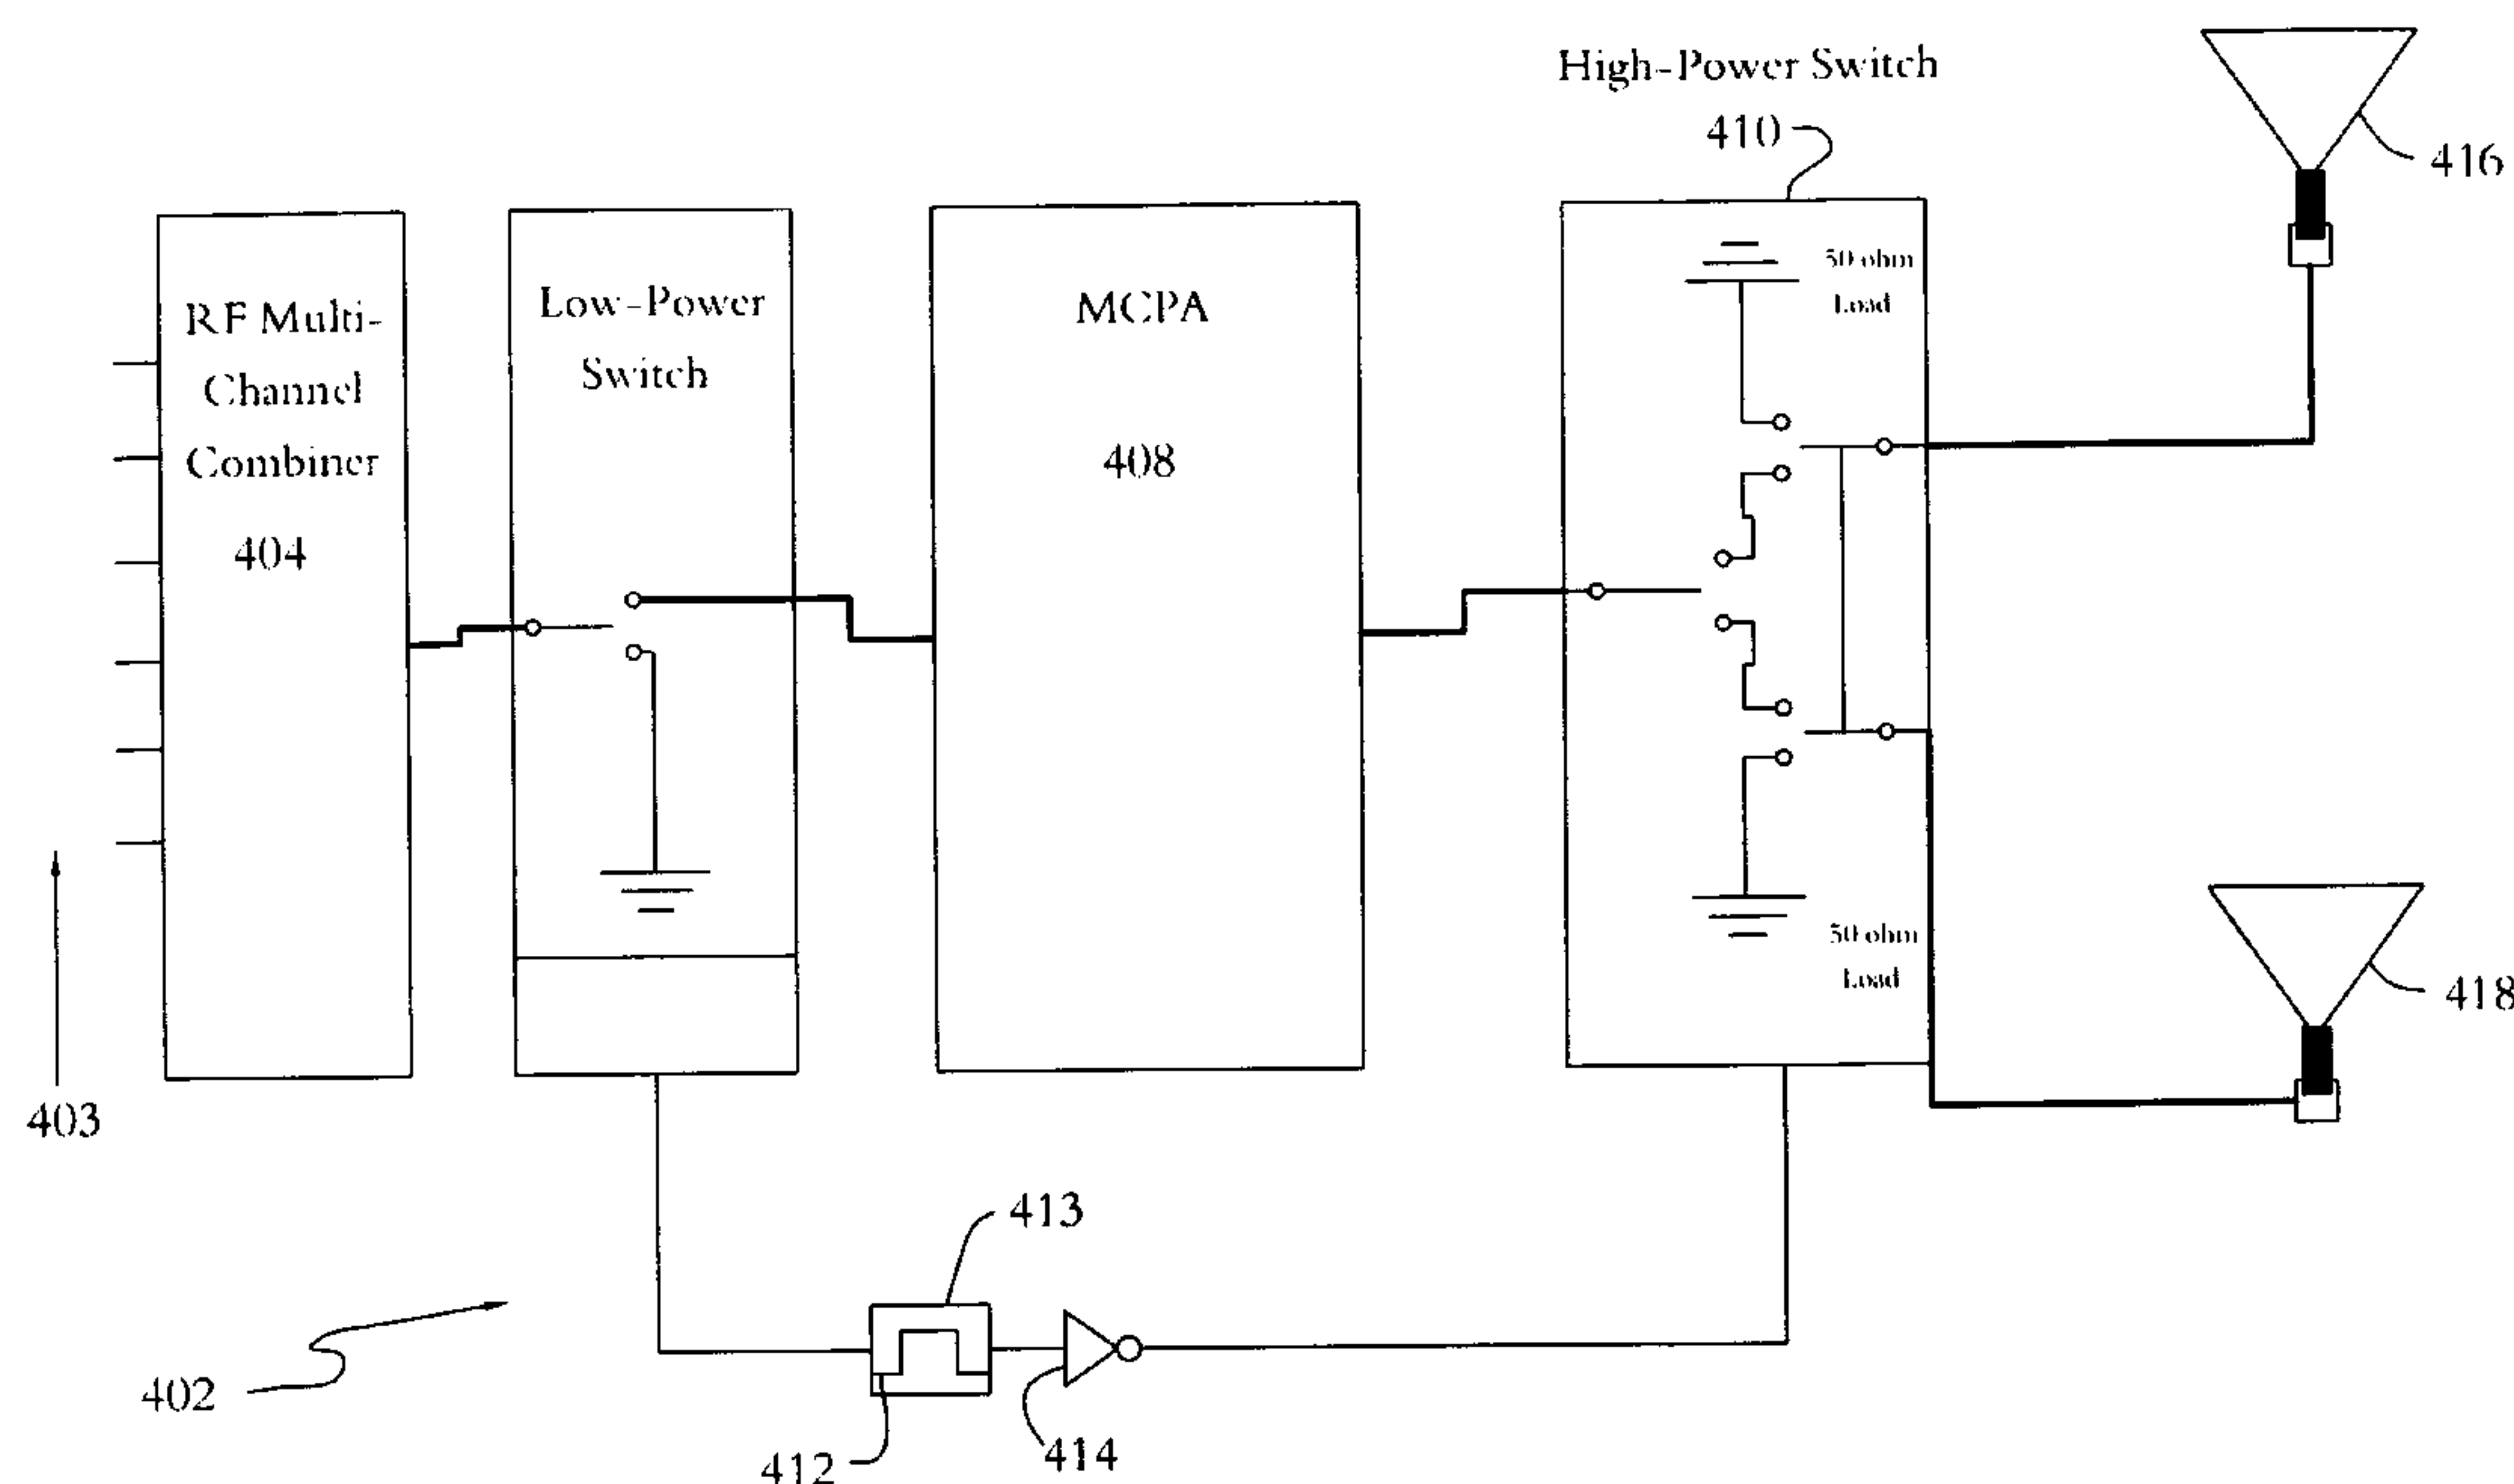 High-Power Switch
410
416
RF Multi-
Channel
Combiner
404
Low-Power
Switch
MCPA
408
50 ohm
Load
50 ohm
Load
418
403
413
402
412
414